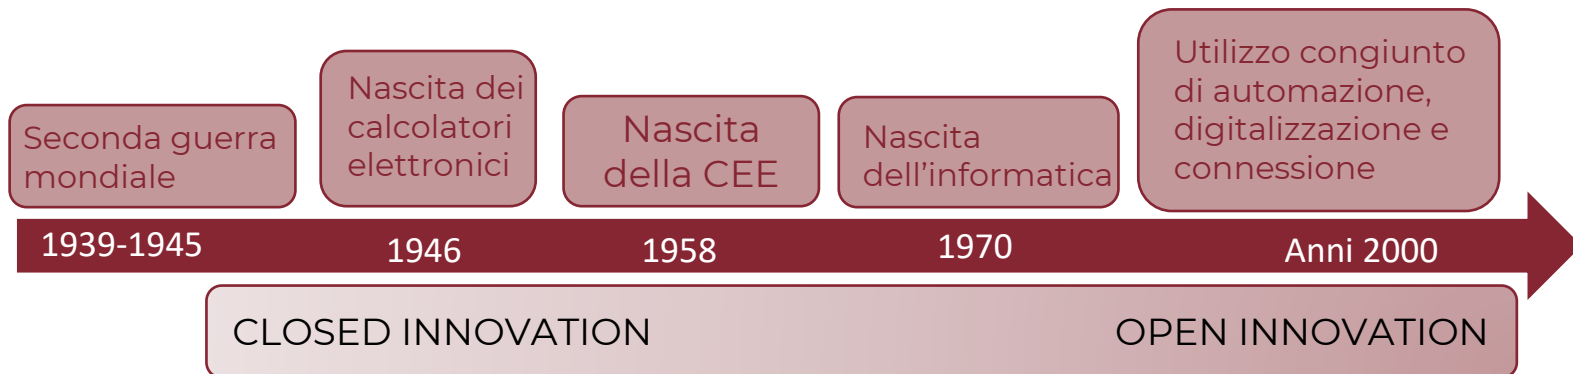 Seconda guerra
mondiale
Nascita dei
calcolatori
elettronici
Nascita
della CEE
Nascita
dell’informatica
Utilizzo congiunto
di automazione,
digitalizzazione e
connessione
1939-1945
1946
1958
1970
Anni 2000
CLOSED INNOVATION
OPEN INNOVATION